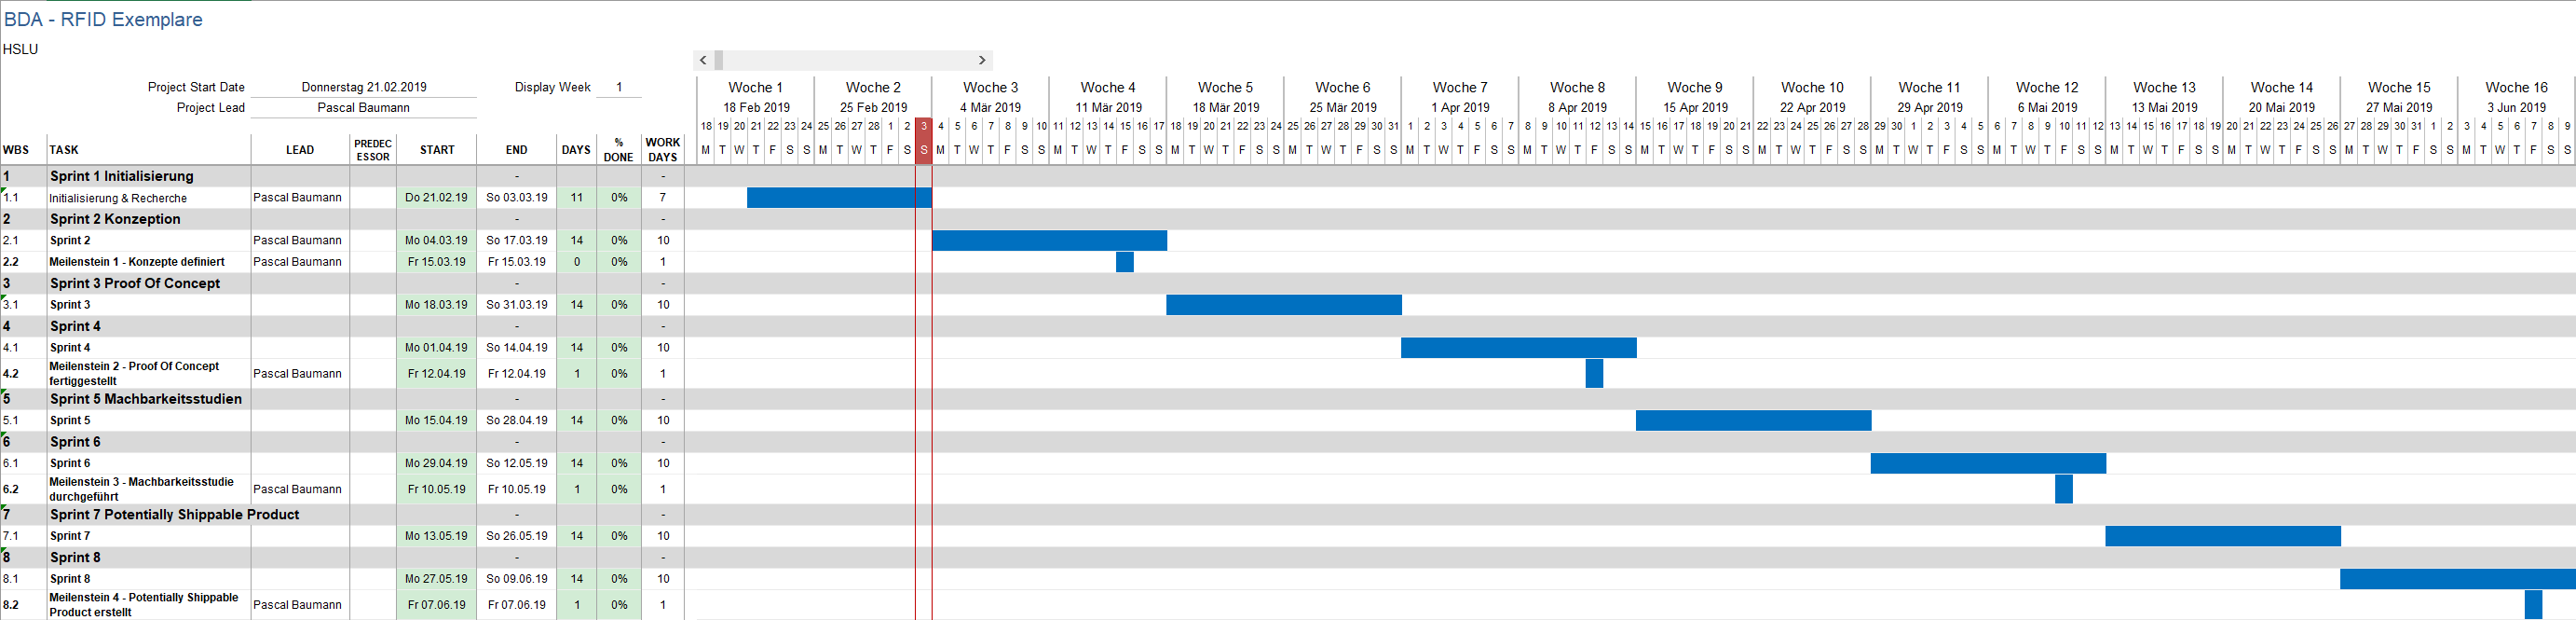 BDA - RFID Exemplare
HSLU
< >
Project Start Date Donnerstag 21.02.2019 Display Week 1
Project Lead Pascal Baumann
Woche 1 Woche 2 Woche 3 Woche 4 Woche 5 Woche 6 Woche 7 Woche 8 Woche 9 Woche 10 Woche 11 Woche 12 Woche 13 Woche 14 Woche 15 Woche 16
18 Feb 2019 25 Feb 2019 4 Mär 2019 11 Mär 2019 18 Mär 2019 25 Mär 2019 1 Apr 2019 8 Apr 2019 15 Apr 2019 22 Apr 2019 29 Apr 2019 6 Mai 2019 13 Mai 2019 20 Mai 2019 27 Mai 2019 3 Jun 2019
18 19 20 21 22 23 24 25 26 27 28 1 2 3 4 5 6 7 8 9 10 11 12 13 14 15 16 17 18 19 20 21 22 23 24 25 26 27 28 29 30 31 1 2 3 4 5 6 7 8 9 10 11 12 13 14 15 16 17 18 19 20 21 22 23 24 25 26 27 28 29 30 1 2 3 4 5 6 7 8 9 10 11 12 13 14 15 16 17 18 19 20 21 22 23 24 25 26 27 28 29 30 31 1 2 3 4 5 6 7 8 9
WBS TASK LEAD PREDECESSOR START END DAYS % DONE WORK DAYS M T W T F S S M T W T F S S M T W T F S S M T W T F S S M T W T F S S M T W T F S S M T W T F S S M T W T F S S M T W T F S S M T W T F S S M T W T F S S M T W T F S S M T W T F S S M T W T F S S M T W T F S S M T W T F S S
1 Sprint 1 Initialisierung - -
1.1 Initialisierung & Recherche Pascal Baumann Do 21.02.19 So 03.03.19 11 0% 7
2 Sprint 2 Konzeption - -
2.1 Sprint 2 Pascal Baumann Mo 04.03.19 So 17.03.19 14 0% 10
2.2 Meilenstein 1 - Konzepte definiert Pascal Baumann Fr 15.03.19 Fr 15.03.19 0 0% 1
3 Sprint 3 Proof Of Concept - -
3.1 Sprint 3 Mo 18.03.19 So 31.03.19 14 0% 10
4 Sprint 4 - -
4.1 Sprint 4 Mo 01.04.19 So 14.04.19 14 0% 10
4.2 Meilenstein 2 - Proof Of Concept fertiggestellt Pascal Baumann Fr 12.04.19 Fr 12.04.19 1 0% 1
5 Sprint 5 Machbarkeitsstudien - -
5.1 Sprint 5 Mo 15.04.19 So 28.04.19 14 0% 10
6 Sprint 6 - -
6.1 Sprint 6 Mo 29.04.19 So 12.05.19 14 0% 10
6.2 Meilenstein 3 - Machbarkeitsstudie durchgeführt Pascal Baumann Fr 10.05.19 Fr 10.05.19 1 0% 1
7 Sprint 7 Potentially Shippable Product - -
7.1 Sprint 7 Mo 13.05.19 So 26.05.19 14 0% 10
8 Sprint 8 - -
8.1 Sprint 8 Mo 27.05.19 So 09.06.19 14 0% 10
8.2 Meilenstein 4 - Potentially Shippable Product erstellt Pascal Baumann Fr 07.06.19 Fr 07.06.19 1 0% 1